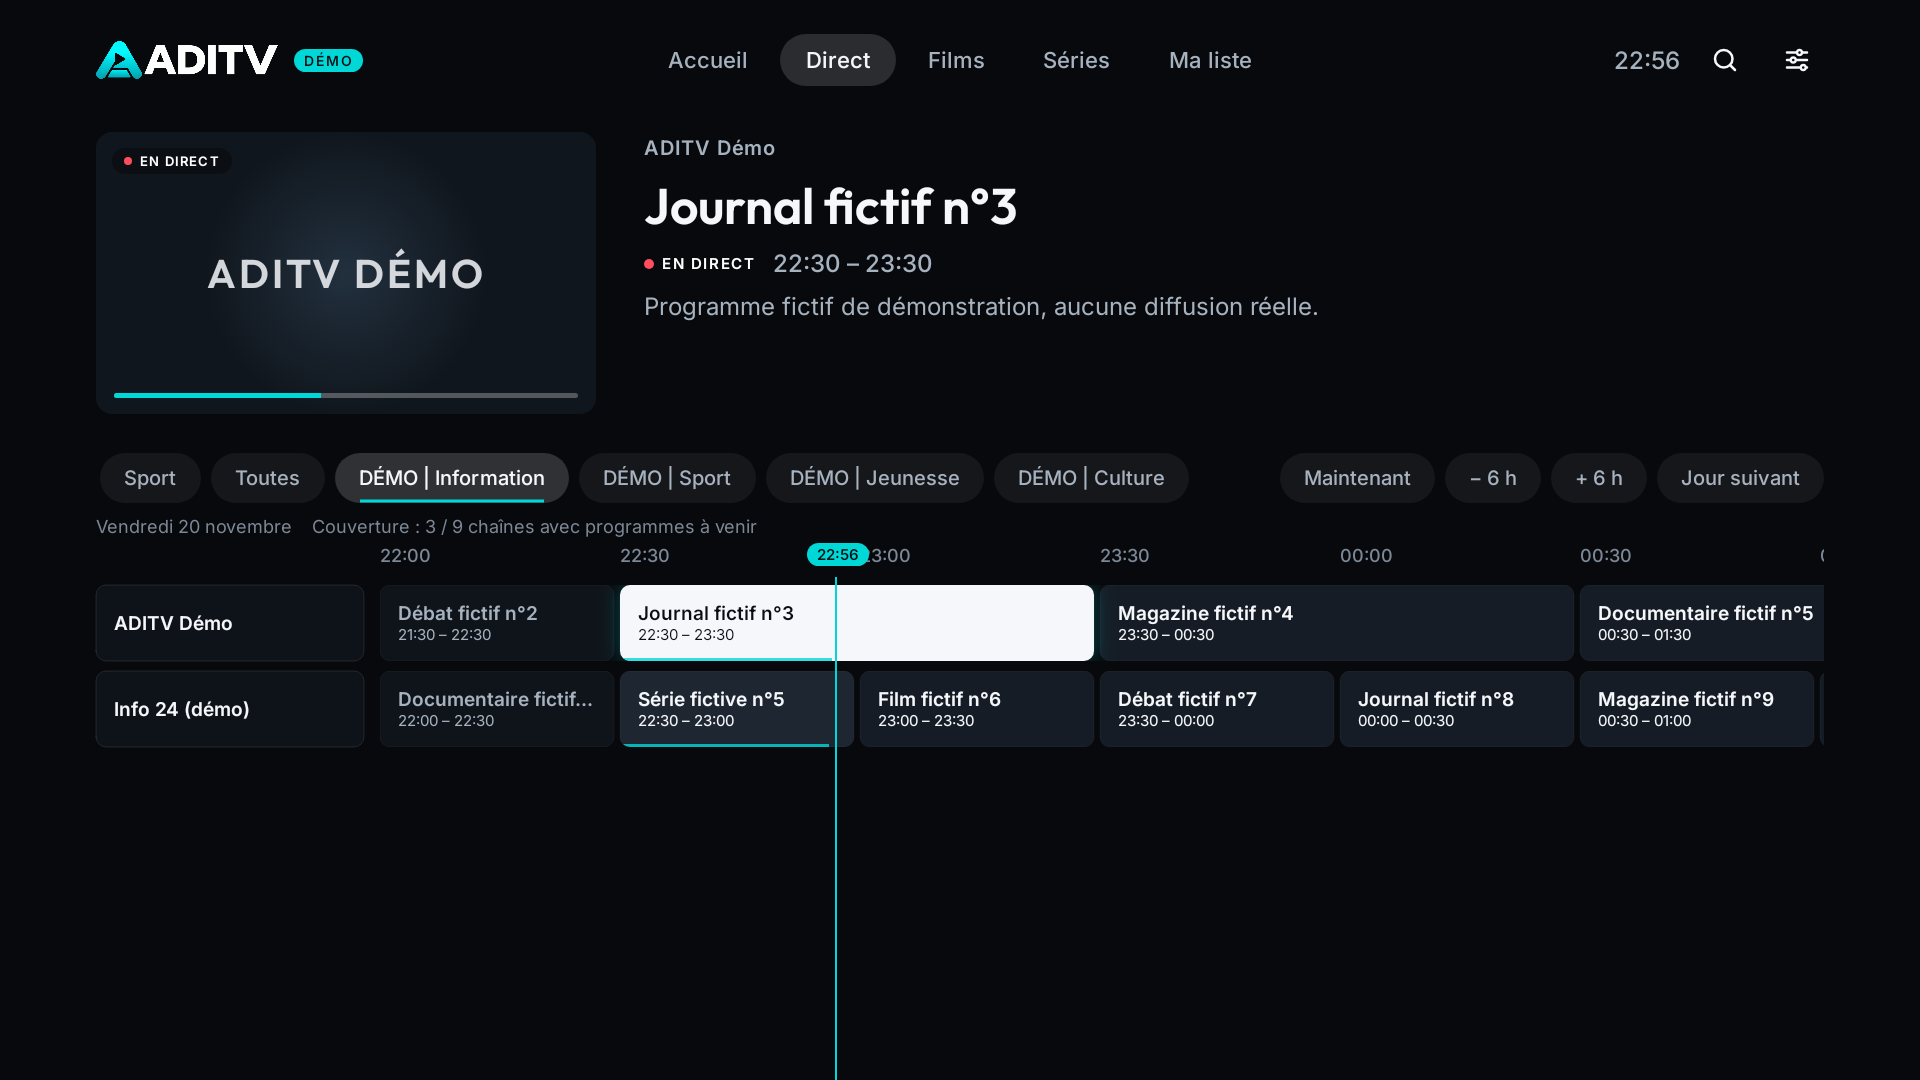 ADITV DÉMO
Accueil Direct Films Séries Ma liste
22:56
EN DIRECT
ADITV DÉMO
ADITV Démo
Journal fictif n°3
EN DIRECT 22:30 – 23:30
Programme fictif de démonstration, aucune diffusion réelle.
Sport Toutes DÉMO | Information DÉMO | Sport DÉMO | Jeunesse DÉMO | Culture Maintenant – 6 h + 6 h Jour suivant
Vendredi 20 novembre Couverture : 3 / 9 chaînes avec programmes à venir
22:00 22:30 22:56 23:30 00:00 00:30
ADITV Démo
Débat fictif n°2
21:30 – 22:30
Journal fictif n°3
22:30 – 23:30
Magazine fictif n°4
23:30 – 00:30
Documentaire fictif n°5
00:30 – 01:30
Info 24 (démo)
Documentaire fictif...
22:00 – 22:30
Série fictive n°5
22:30 – 23:00
Film fictif n°6
23:00 – 23:30
Débat fictif n°7
23:30 – 00:00
Journal fictif n°8
00:00 – 00:30
Magazine fictif n°9
00:30 – 01:00